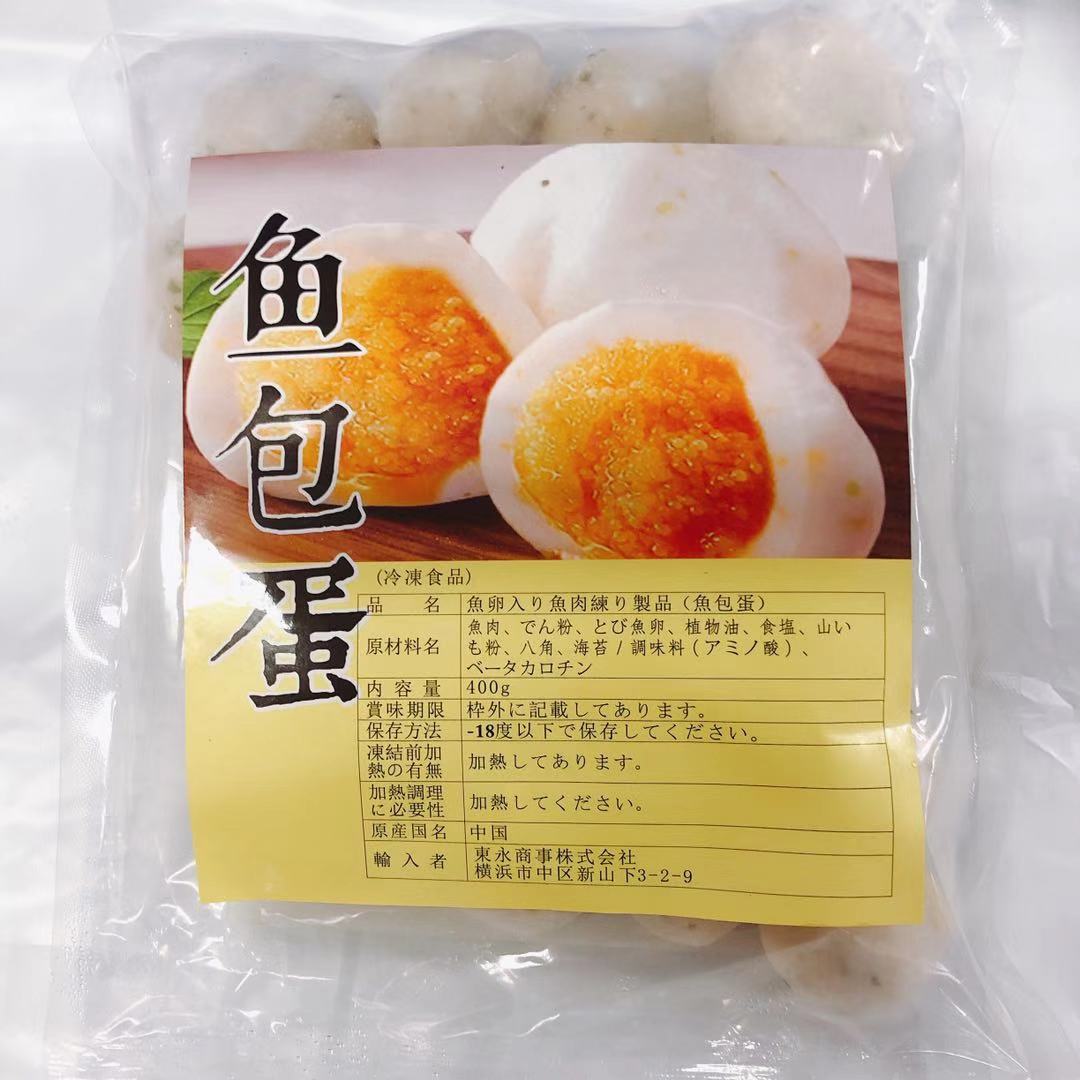 鱼包蛋
(冷凍食品)
品 名 魚卵入り魚肉練り製品(魚包蛋)
原材料名 魚肉、でん粉、とび魚卵、植物油、食塩、山い
も粉、八角、海苔/調味料(アミノ酸)、
ベータカロチン
内容量 400g
賞味期限 枠外に記載してあります。
保存方法 -18度以下で保存してください。
凍結前加
熱の有無 加熱してあります。
加熱調理
に必要性 加熱してください。
原産国名 中国
輸入者 東永商事株式会社
横浜市中区新山下3-2-9